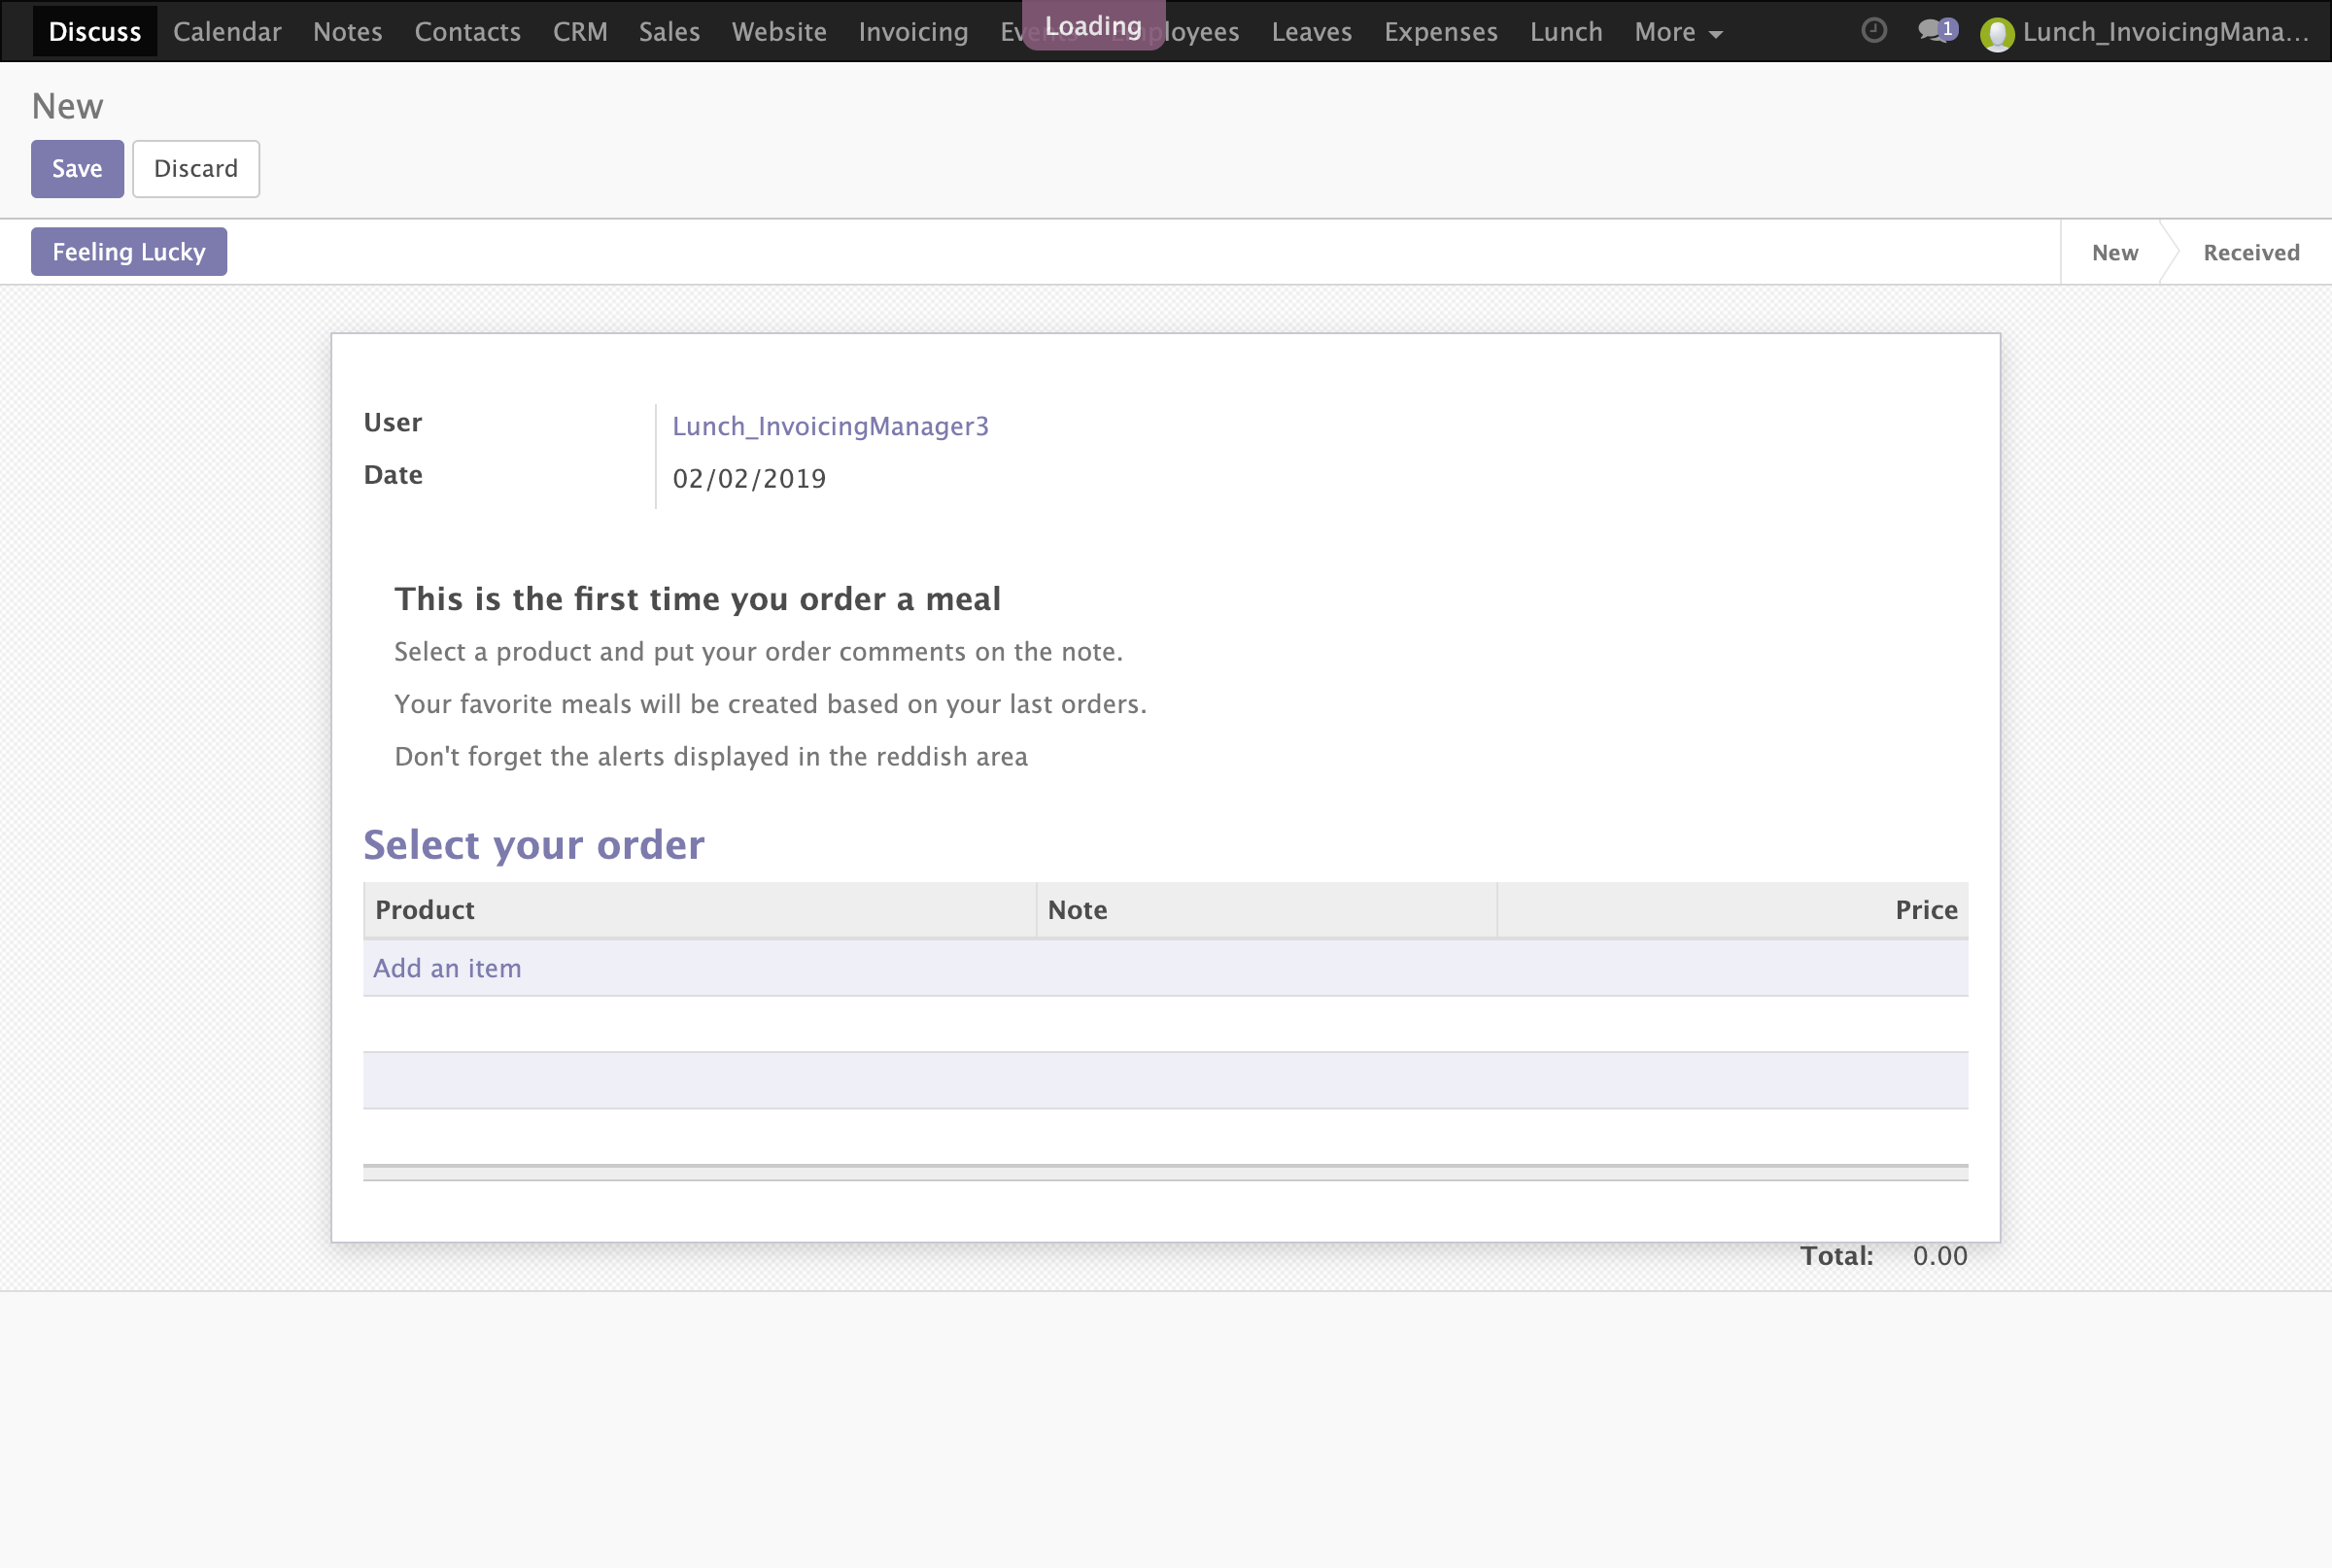 Discuss Calendar Notes Contacts CRM Sales Website Invoicing Loading Leaves Expenses Lunch More 1 Lunch_InvoicingMana...
New
Save Discard
Feeling Lucky New Received
User Lunch_InvoicingManager3
Date 02/02/2019
This is the first time you order a meal
Select a product and put your order comments on the note.
Your favorite meals will be created based on your last orders.
Don't forget the alerts displayed in the reddish area
Select your order
Product Note Price
Add an item
Total: 0.00